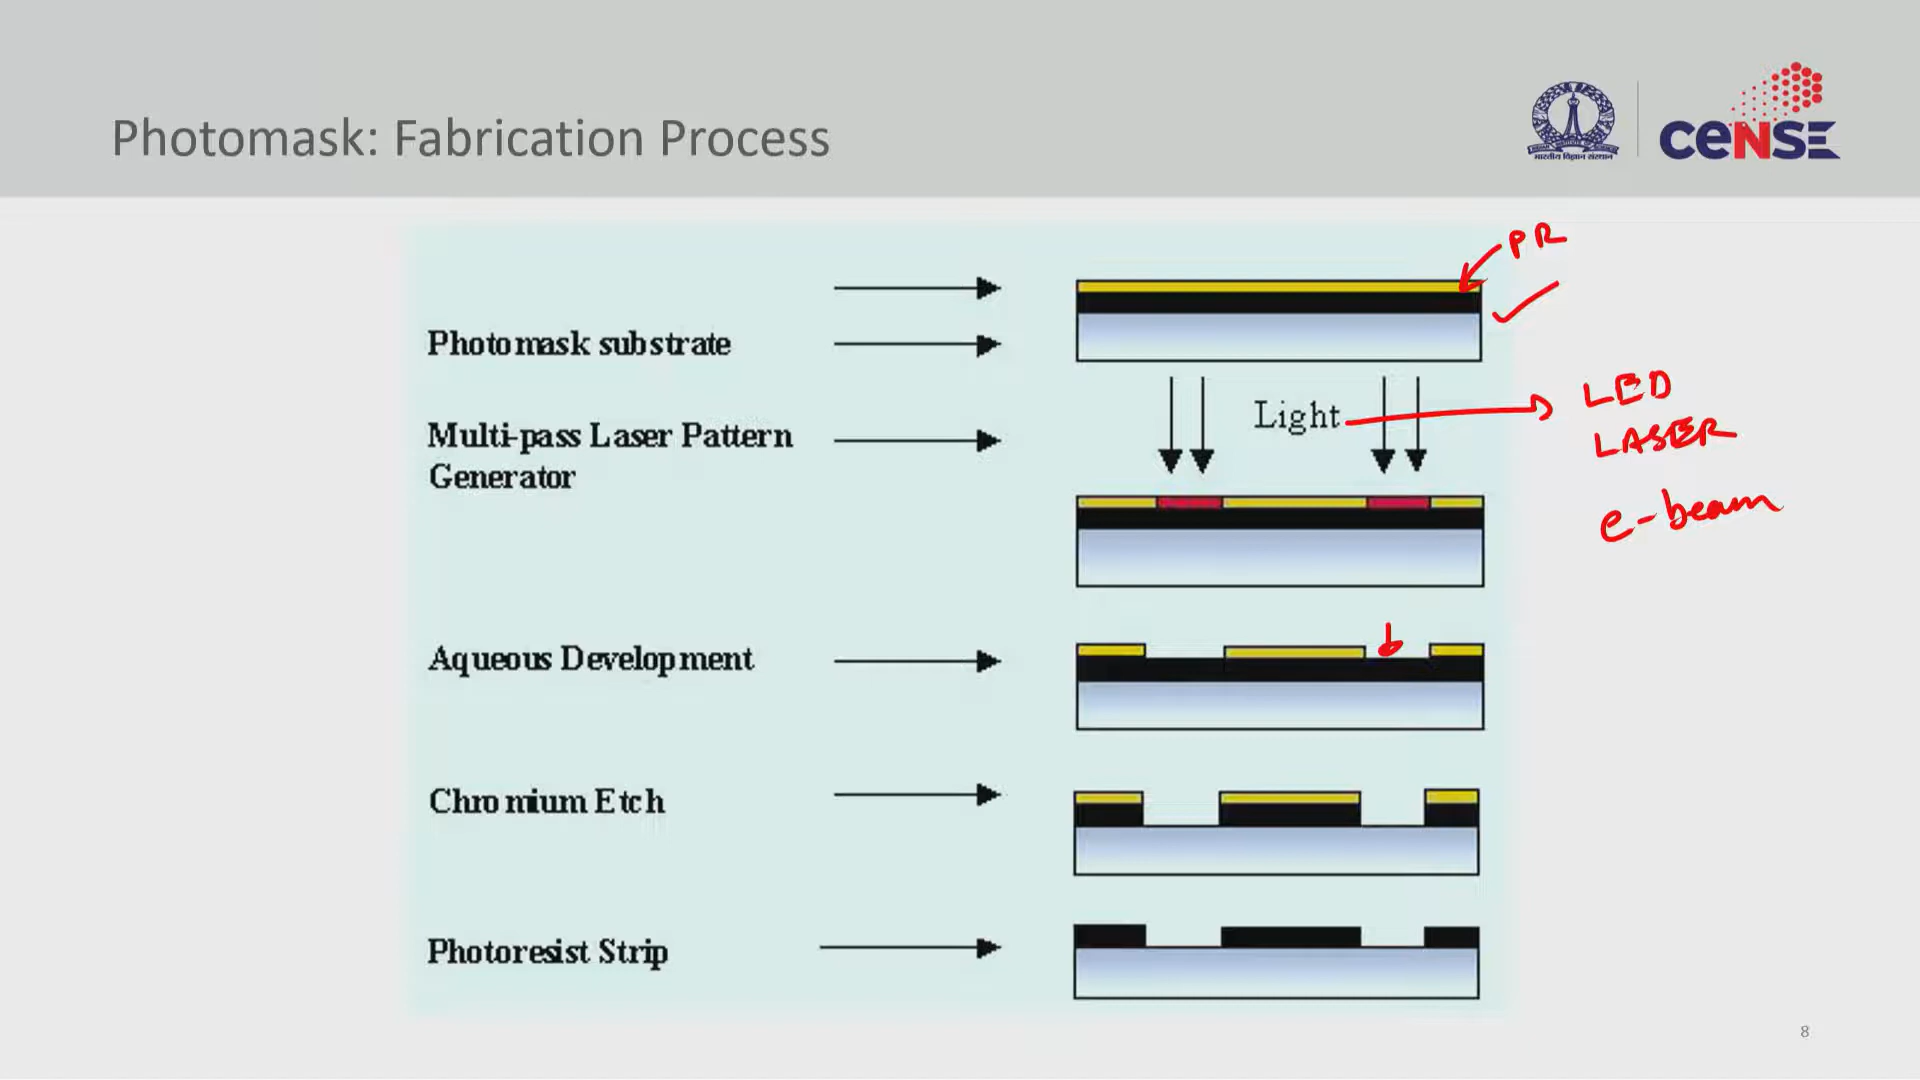 Photomask: Fabrication Process
भारतीय विज्ञान संस्थान
ceNSE
PR
Photomask substrate
Light
LED
LASER
Multi-pass Laser Pattern
Generator
e-beam
Aqueous Development
Chromium Etch
Photoresist Strip
8